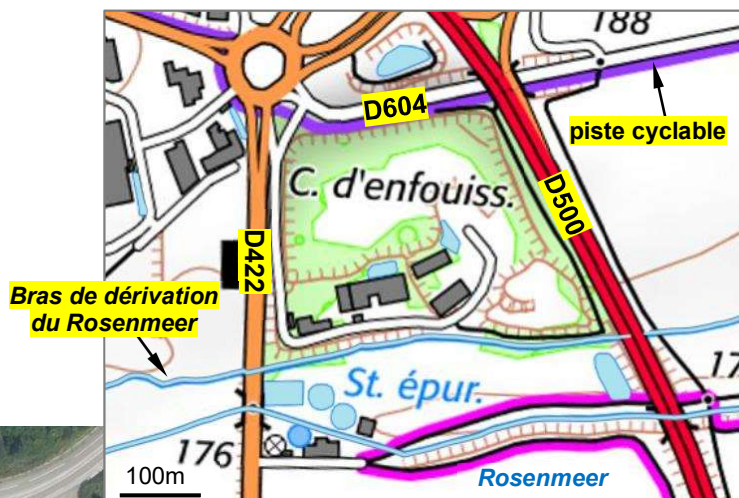 188
D604
piste cyclable
C. d'enfouiss.
D500
D422
Bras de dérivation
du Rosenmeer
St. épur.
17
176
100m
Rosenmeer